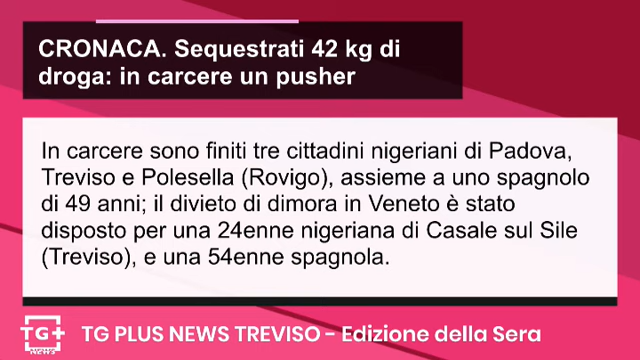 CRONACA. Sequestrati 42 kg di
droga: in carcere un pusher
In carcere sono finiti tre cittadini nigeriani di Padova,
Treviso e Polesella (Rovigo), assieme a uno spagnolo
di 49 anni; il divieto di dimora in Veneto è stato
disposto per una 24enne nigeriana di Casale sul Sile
(Treviso), e una 54enne spagnola.
TG+
NEWS
TG PLUS NEWS TREVISO - Edizione della Sera